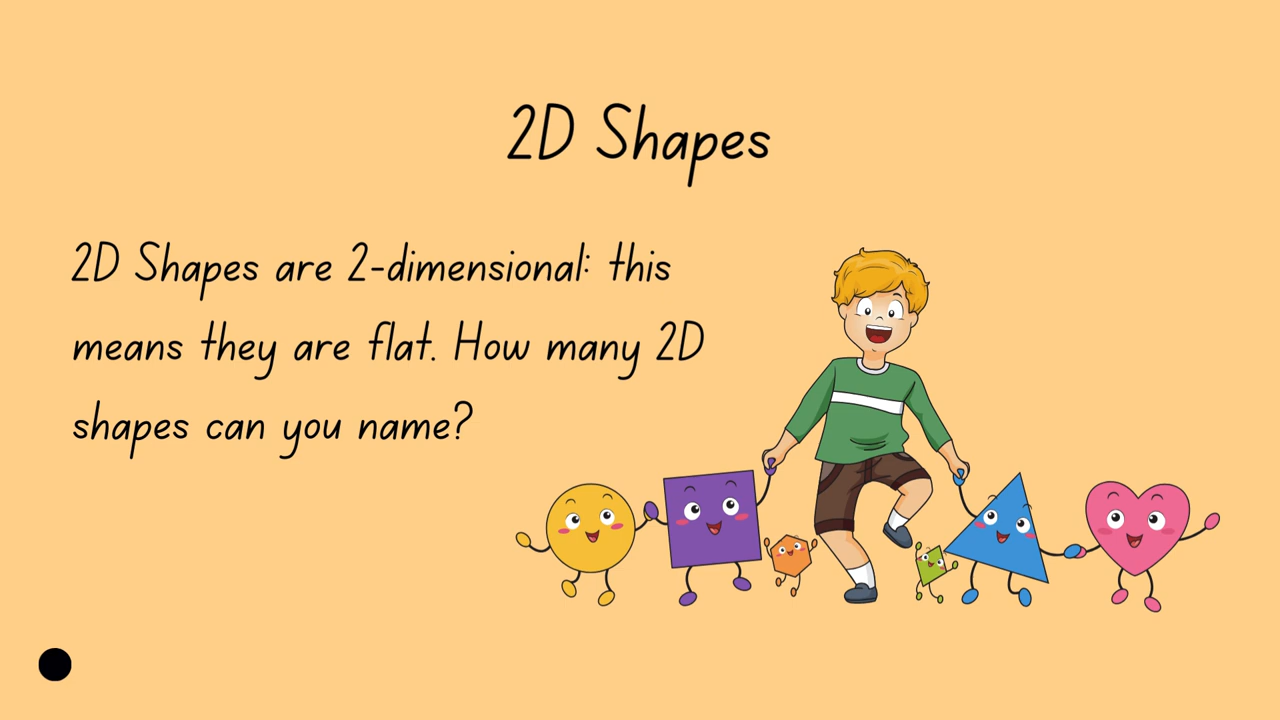 2D Shapes
2D Shapes are 2-dimensional: this
means they are flat. How many 2D
shapes can you name?